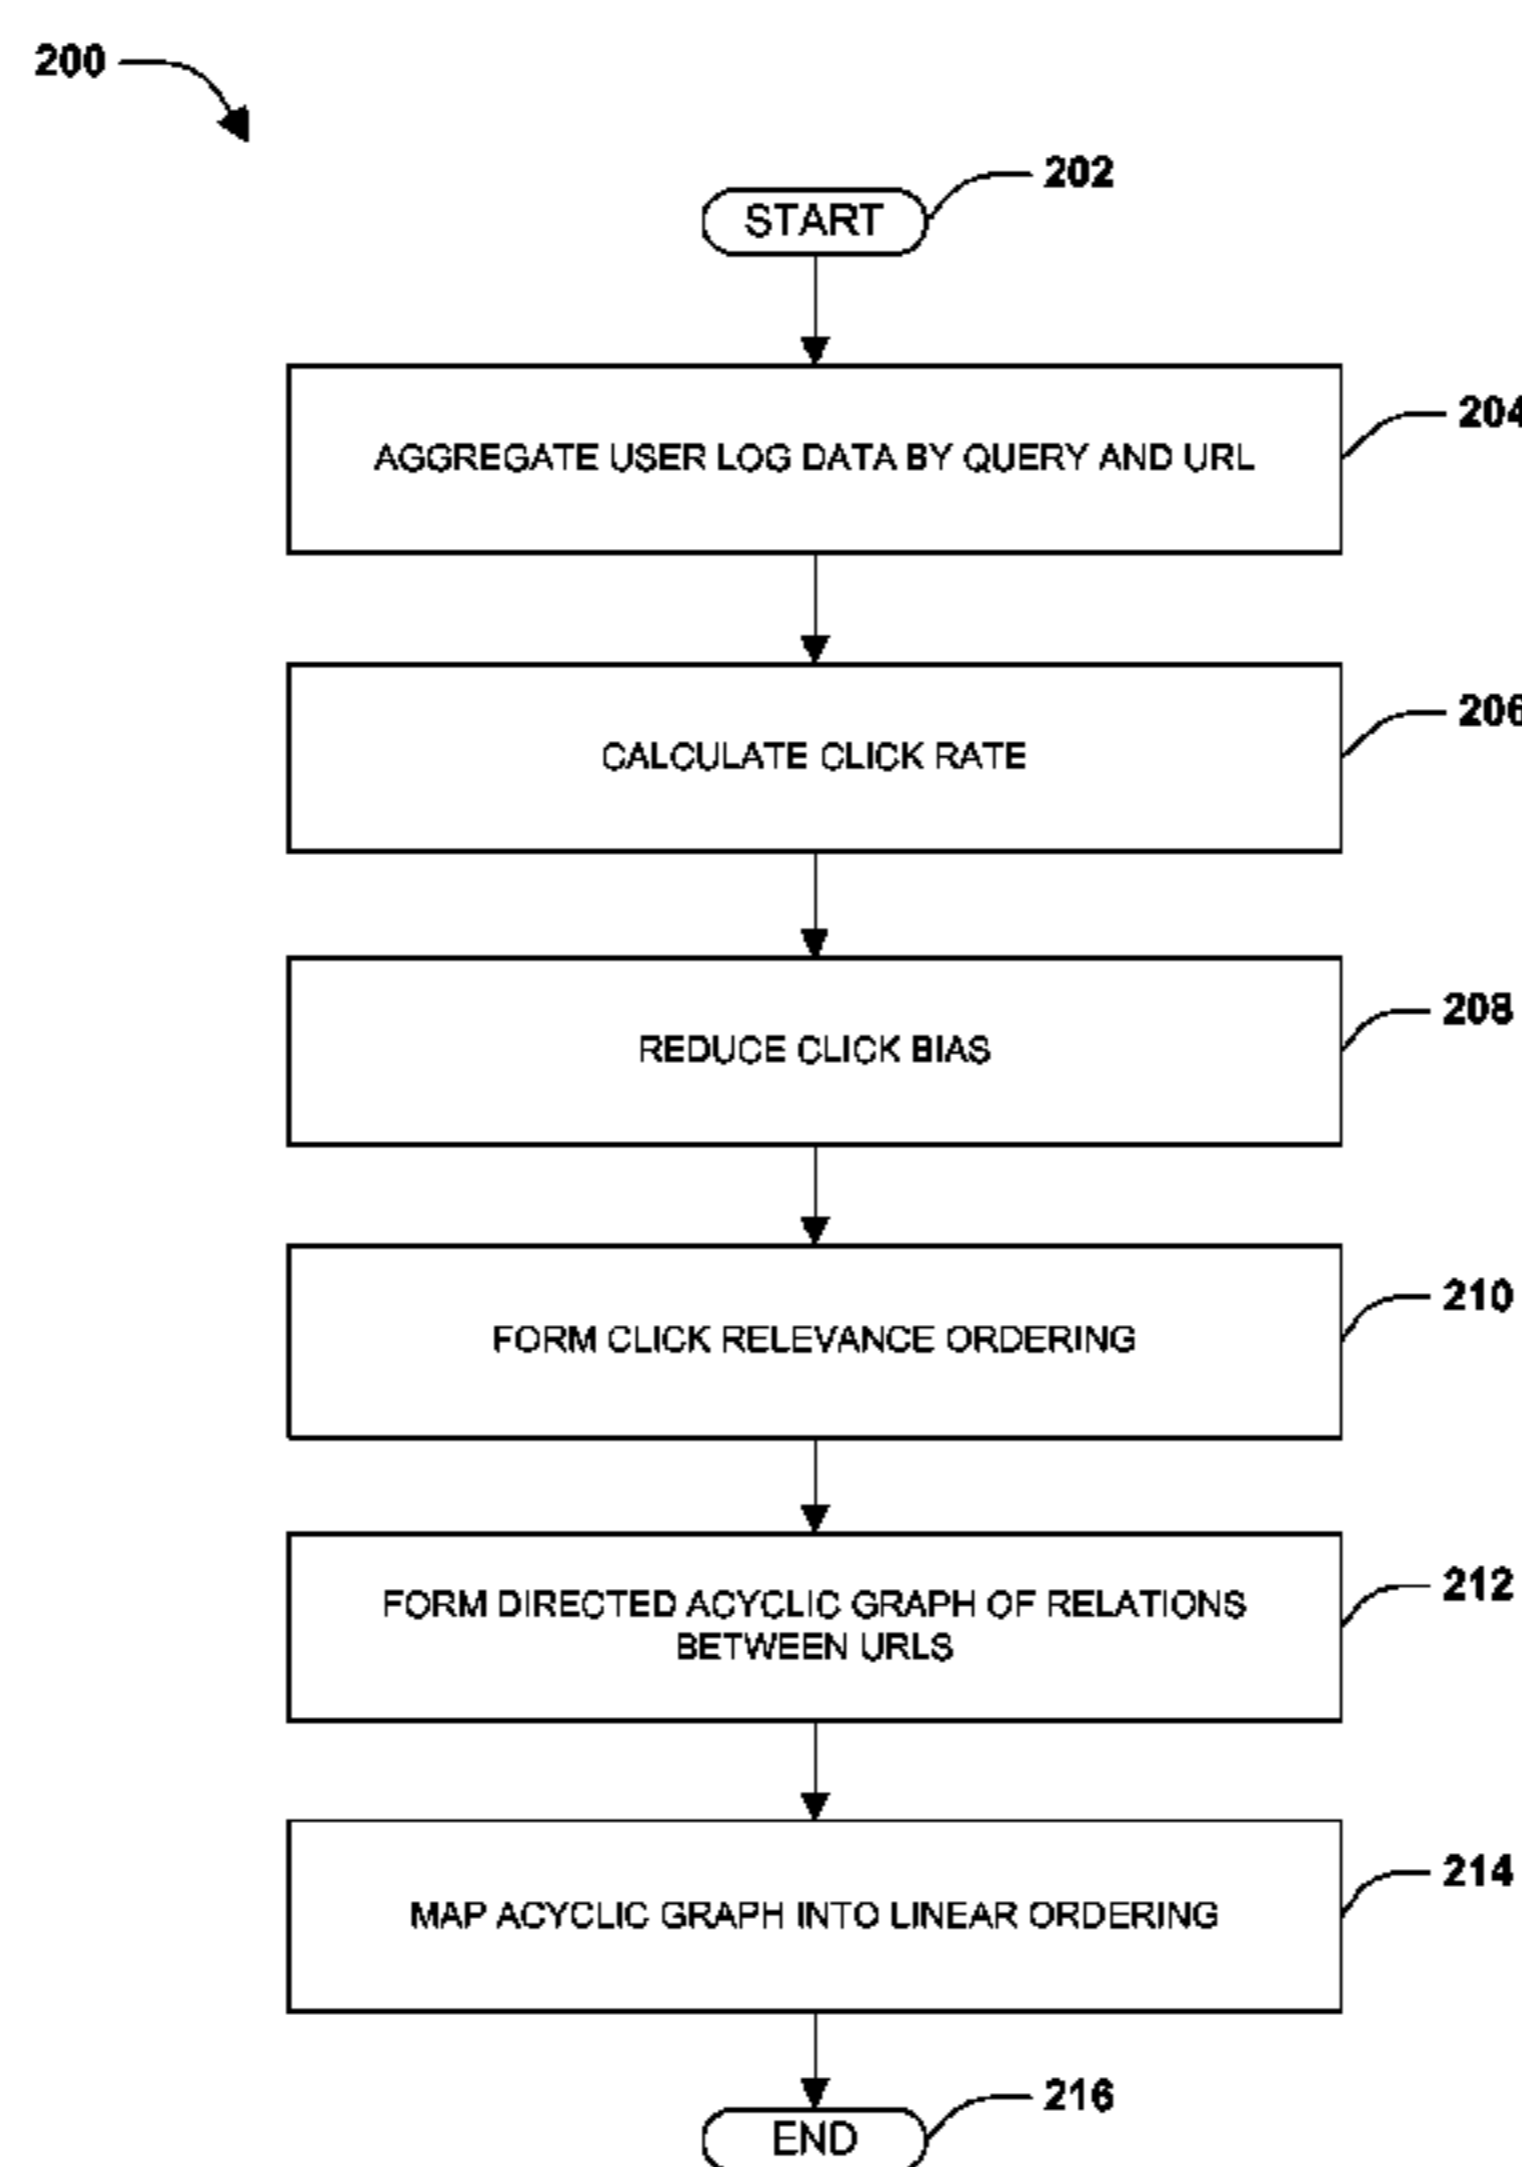 200
202
START
204
AGGREGATE USER LOG DATA BY QUERY AND URL
206
CALCULATE CLICK RATE
208
REDUCE CLICK BIAS
210
FORM CLICK RELEVANCE ORDERING
212
FORM DIRECTED ACYCLIC GRAPH OF RELATIONS
BETWEEN URLS
214
MAP ACYCLIC GRAPH INTO LINEAR ORDERING
216
END